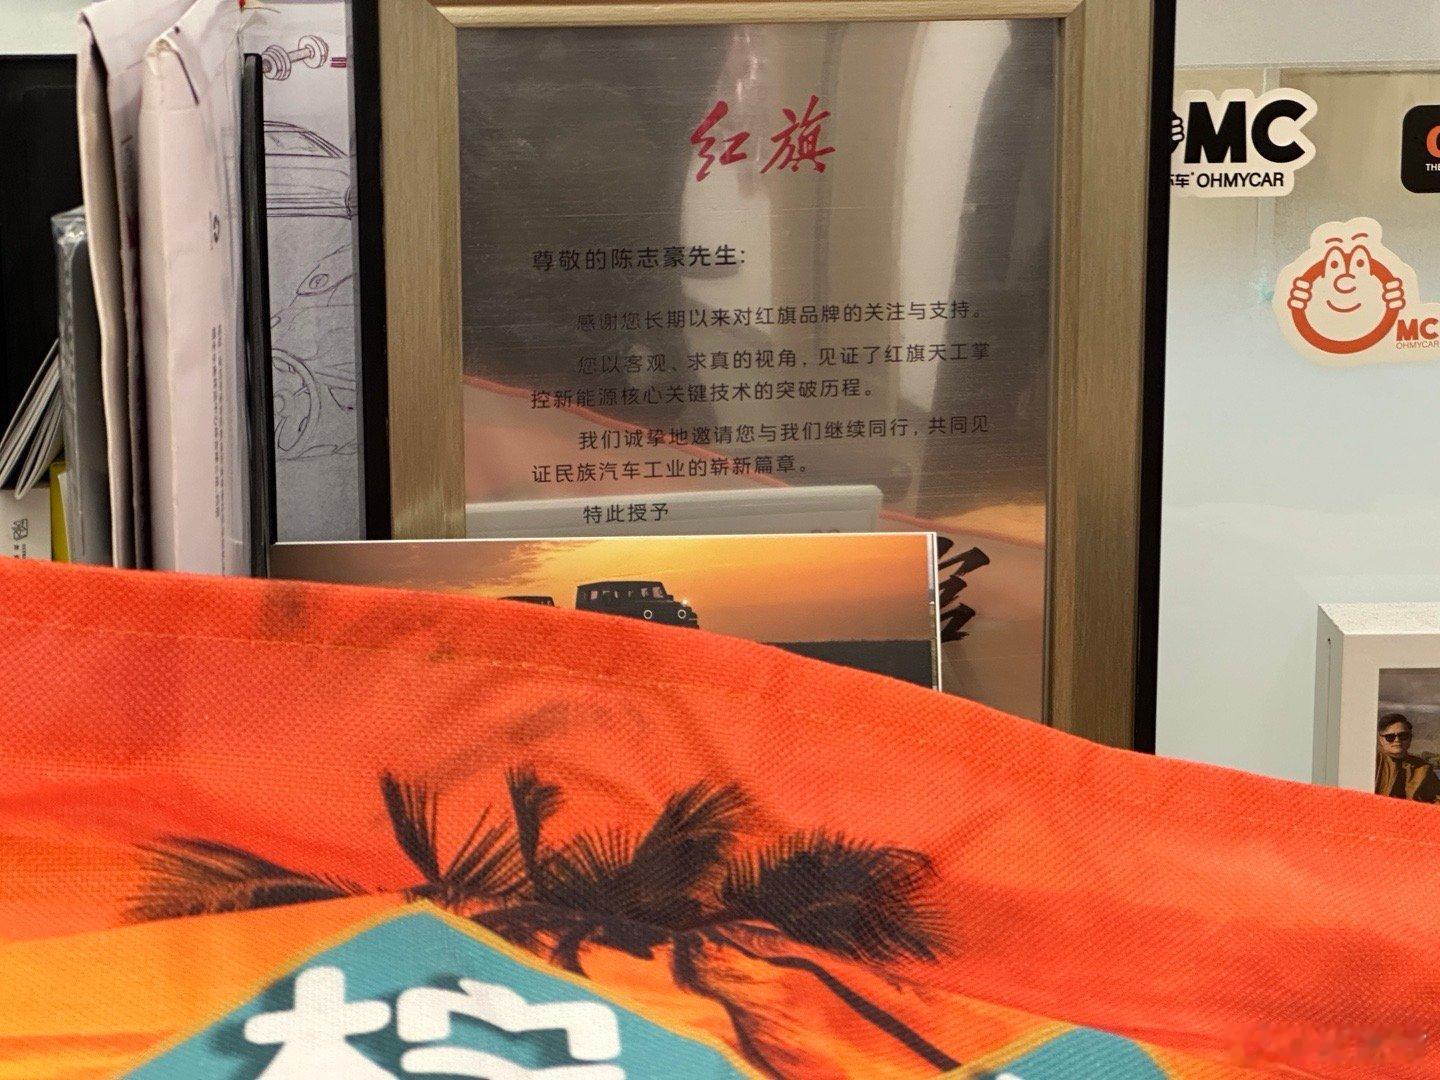 红旗
尊敬的陈志豪先生:
感谢您长期以来对红旗品牌的关注与支持。
您以客观、求真的视角,见证了红旗天工掌
控新能源核心关键技术的突破历程。
我们诚挚地邀请您与我们继续同行,共同见
证民族汽车工业的崭新篇章。
特此授予
MC
车 OHMYCAR
THE
MC
OHMYCAR